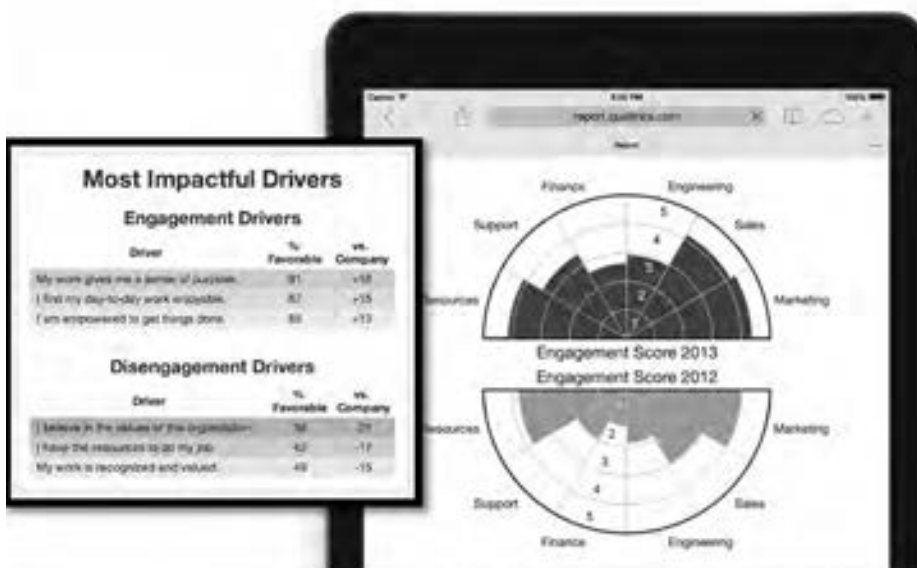 Most Impactful Drivers
Engagement Drivers
Driver % Favorable vs. Company
My work gives me a sense of purpose.
I find my day-to-day work enjoyable.
I am empowered to get things done. +13
Disengagement Drivers
Driver % Favorable vs. Company
I believe in the values of the organization
I have the resources to do my job.
My work is recognized and valued. -15
report.qualtrics.com
Finance Engineering
Support Sales
Resources Marketing
5
4
3
2
1
Engagement Score 2013
Engagement Score 2012
Resources Marketing
2
3
4
5
Support Sales
Finance Engineering